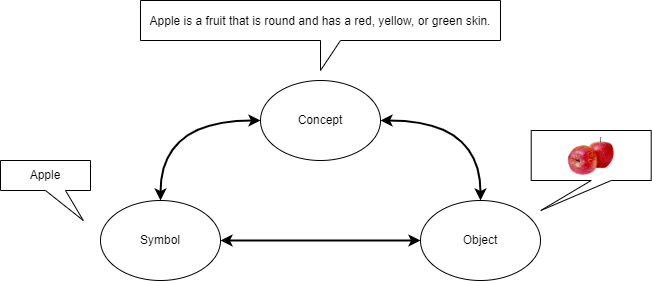 Apple is a fruit that is round and has a red, yellow, or green skin.
Concept
Apple
Symbol
Object